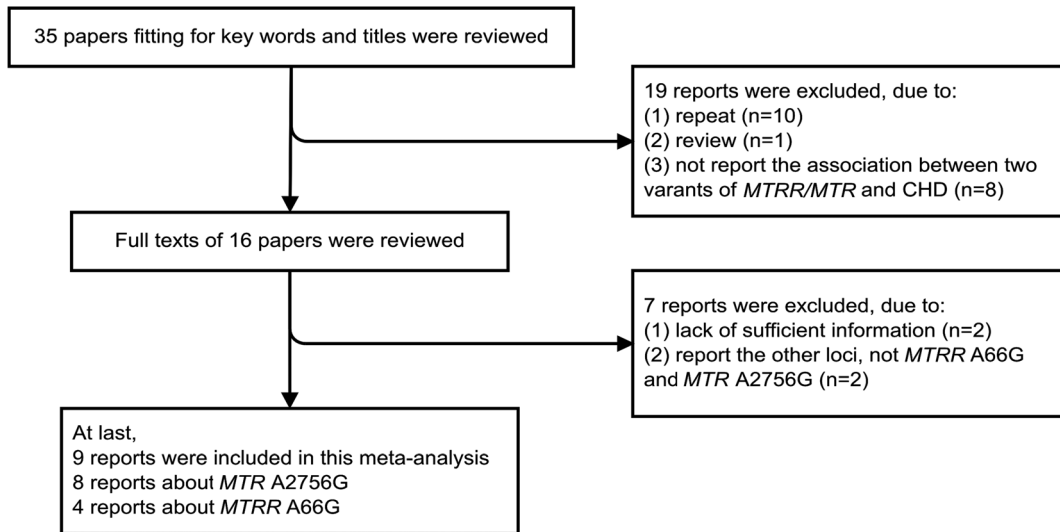 35 papers fitting for key words and titles were reviewed
19 reports were excluded, due to:
(1) repeat (n=10)
(2) review (n=1)
(3) not report the association between two
varants of MTRR/MTR and CHD (n=8)
Full texts of 16 papers were reviewed
7 reports were excluded, due to:
(1) lack of sufficient information (n=2)
(2) report the other loci, not MTRR A66G
and MTR A2756G (n=2)
At last,
9 reports were included in this meta-analysis
8 reports about MTR A2756G
4 reports about MTRR A66G